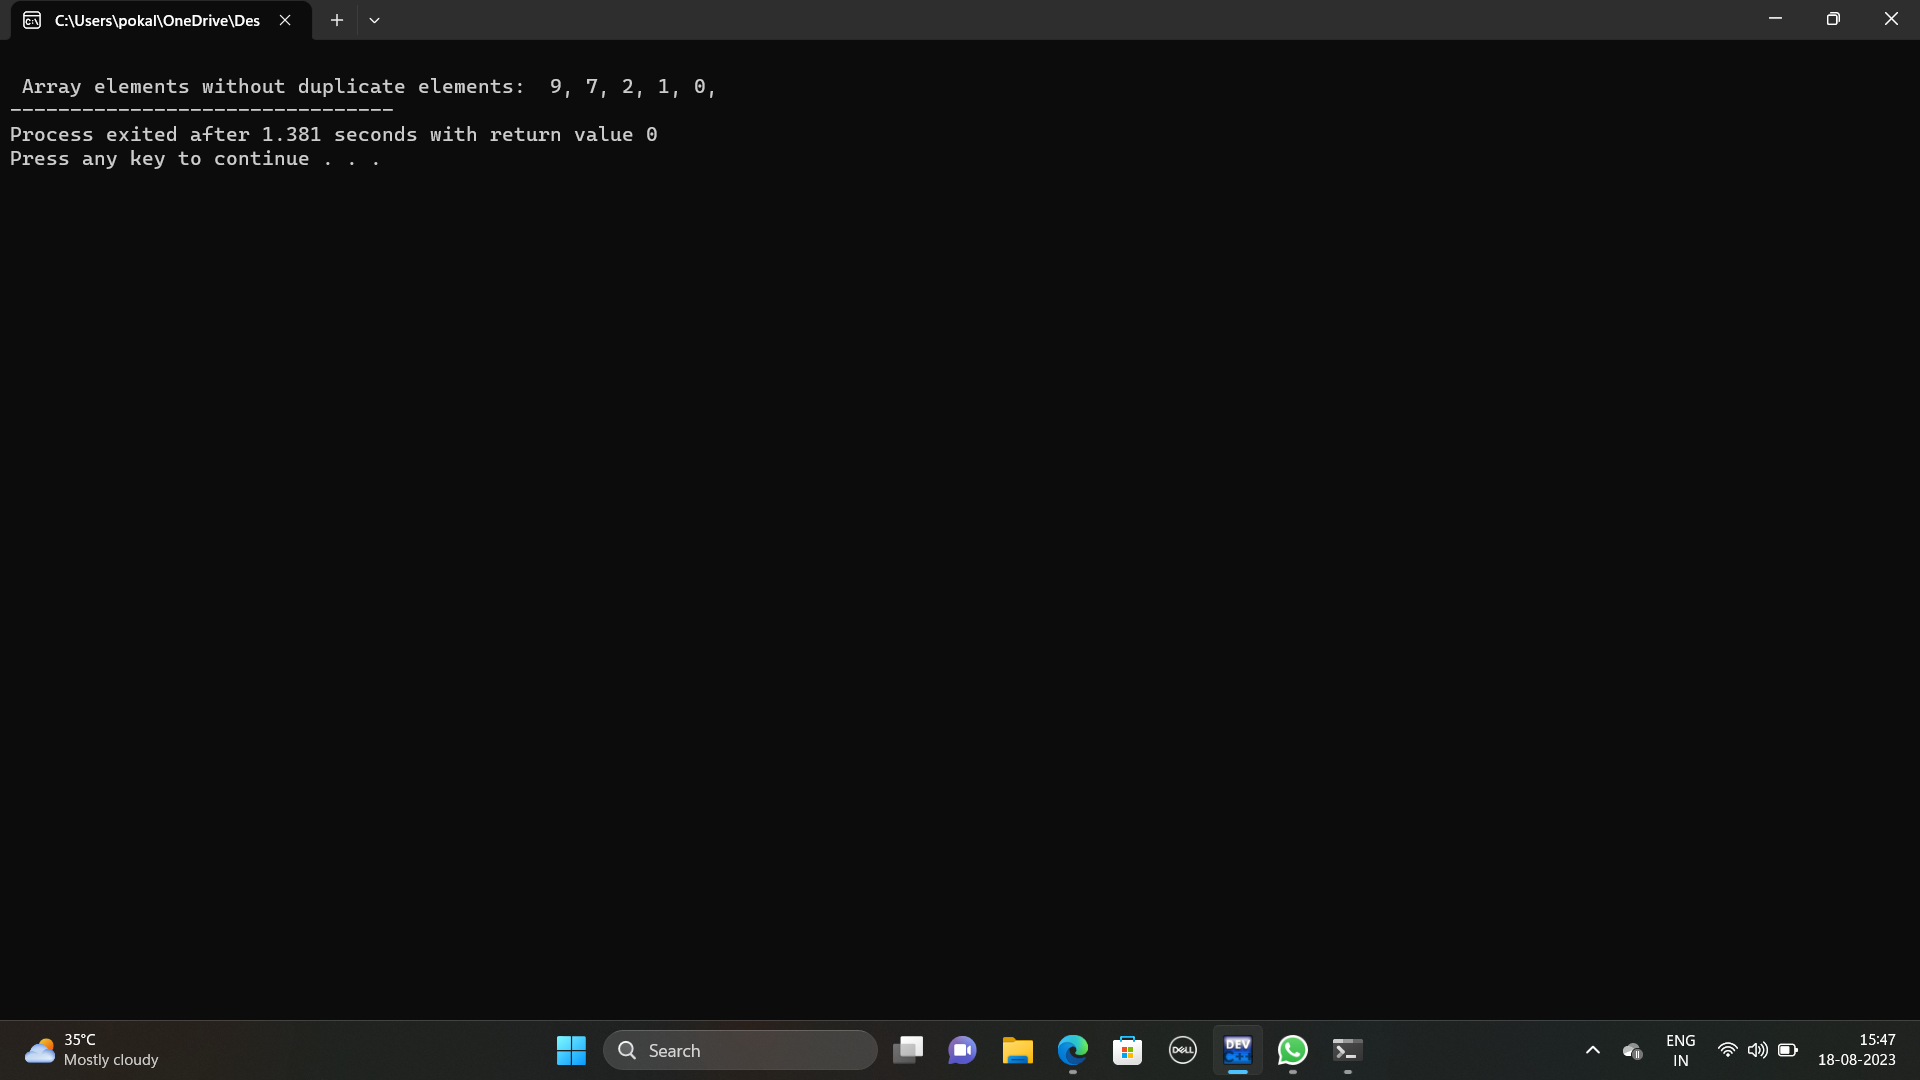 C:\Users\pokal\OneDrive\Des
Array elements without duplicate elements:  9, 7, 2, 1, 0,
--------------------------------
Process exited after 1.381 seconds with return value 0
Press any key to continue . . .
35°C
Mostly cloudy
Search
DELL
DEV
C++
ENG
IN
15:47
18-08-2023